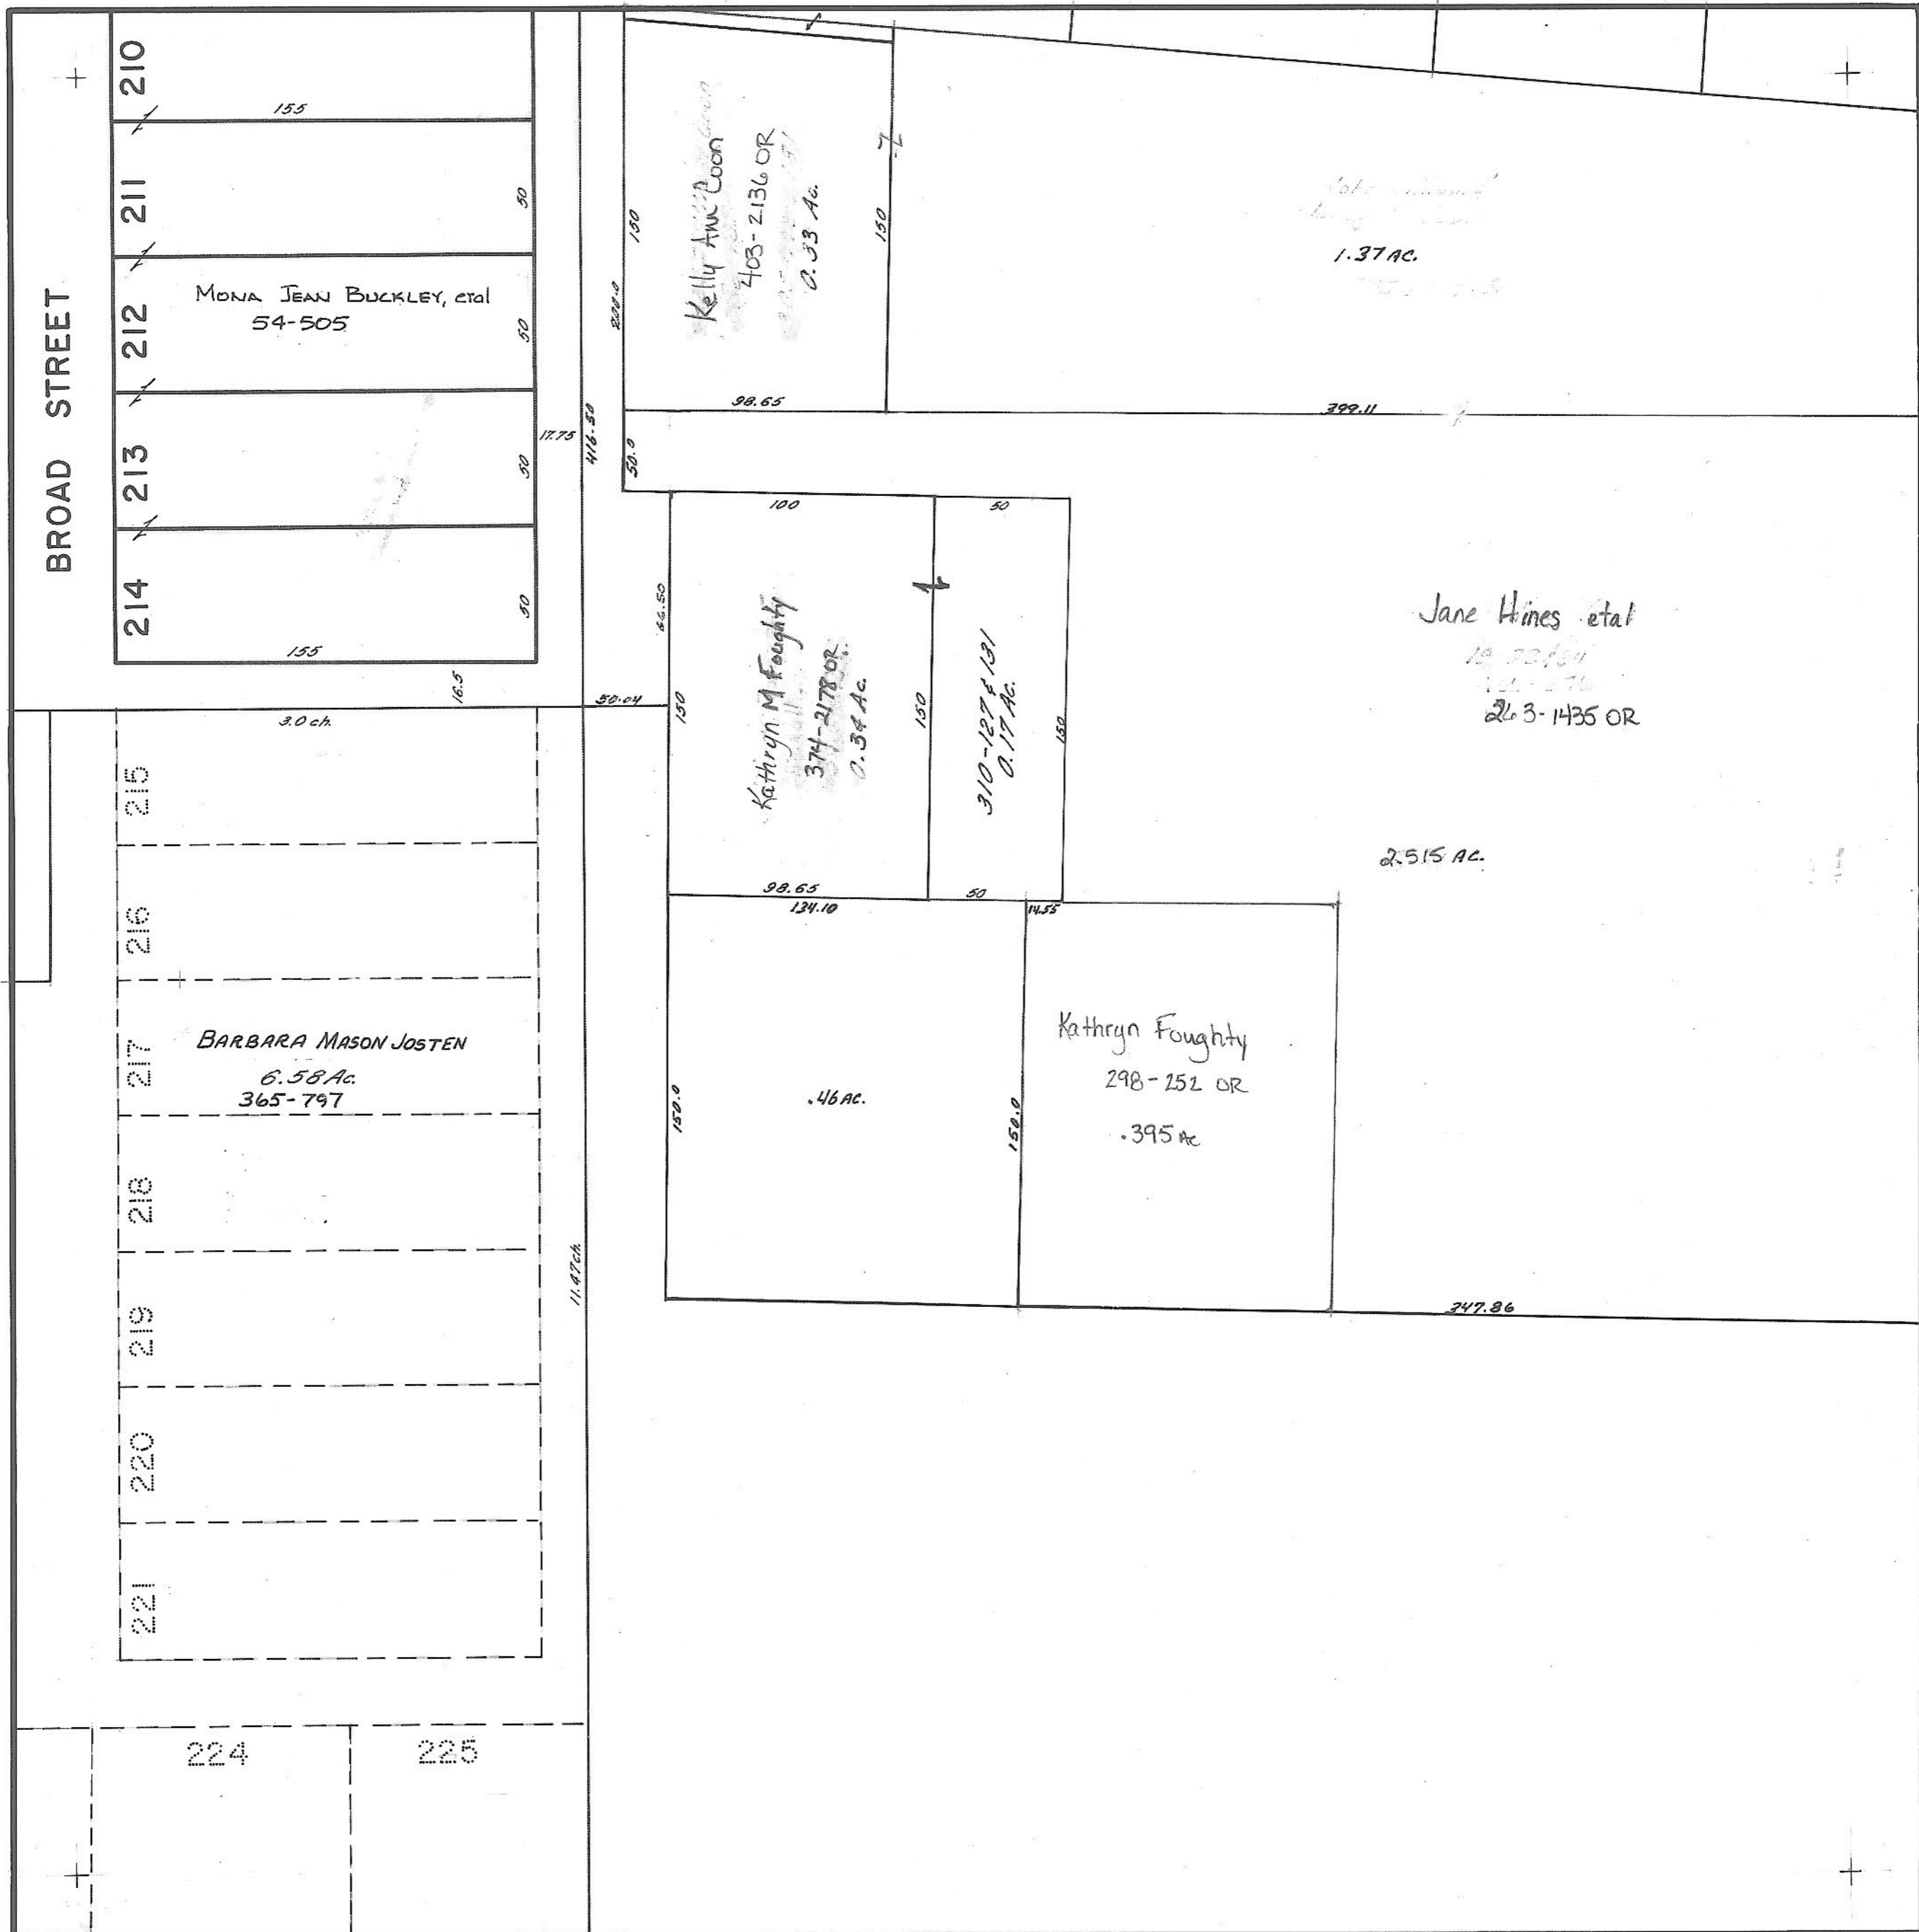 BROAD STREET
210
155
211
50
212
MONA JEAN BUCKLEY, etal
54-505
50
213
50
17.75
416.50
214
50
155
16.5
3.0 ch.
215
216
217
BARBARA MASON JOSTEN
6.58 Ac.
365-797
218
219
220
221
11.47 ch.
224
225
150
200.0
Kelly Ann Coon
403-2136 OR
0.33 Ac.
150
98.65
1.37 AC.
399.11
50.0
100
50
66.50
50.04
150
Kathryn M Foughty
374-2178 OR
0.34 Ac.
150
310-127 & 131
0.17 Ac.
150
98.65
50
Jane Hines etal
263-1435 OR
2.515 AC.
134.10
14.55
150.0
.46 AC.
150.0
Kathryn Foughty
298-252 OR
.395 Ac
347.86